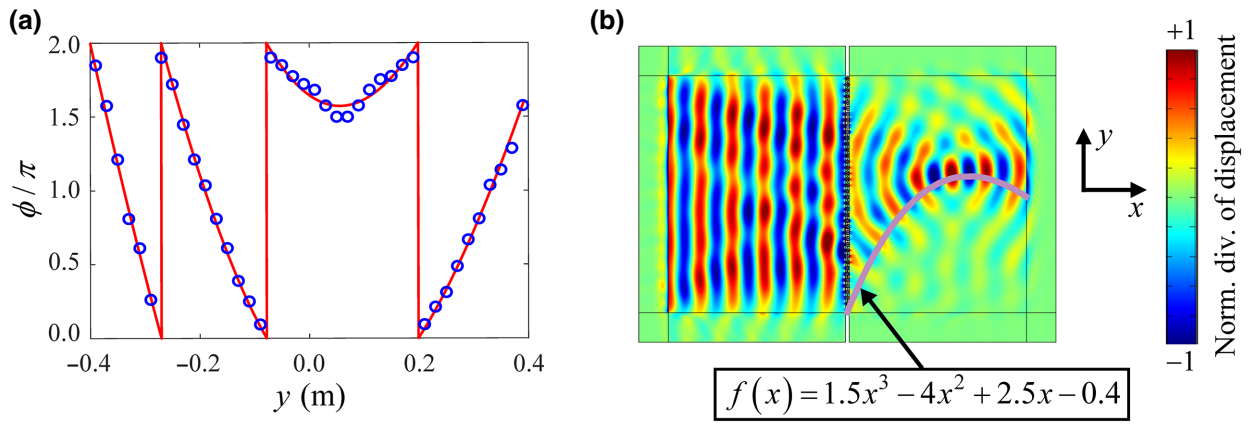 (a)
2.0
1.5
1.0
0.5
0.0
ϕ / π
−0.4
−0.2
0.0
0.2
0.4
y (m)
(b)
y
x
f(x) = 1.5x³ − 4x² + 2.5x − 0.4
+1
−1
Norm. div. of displacement